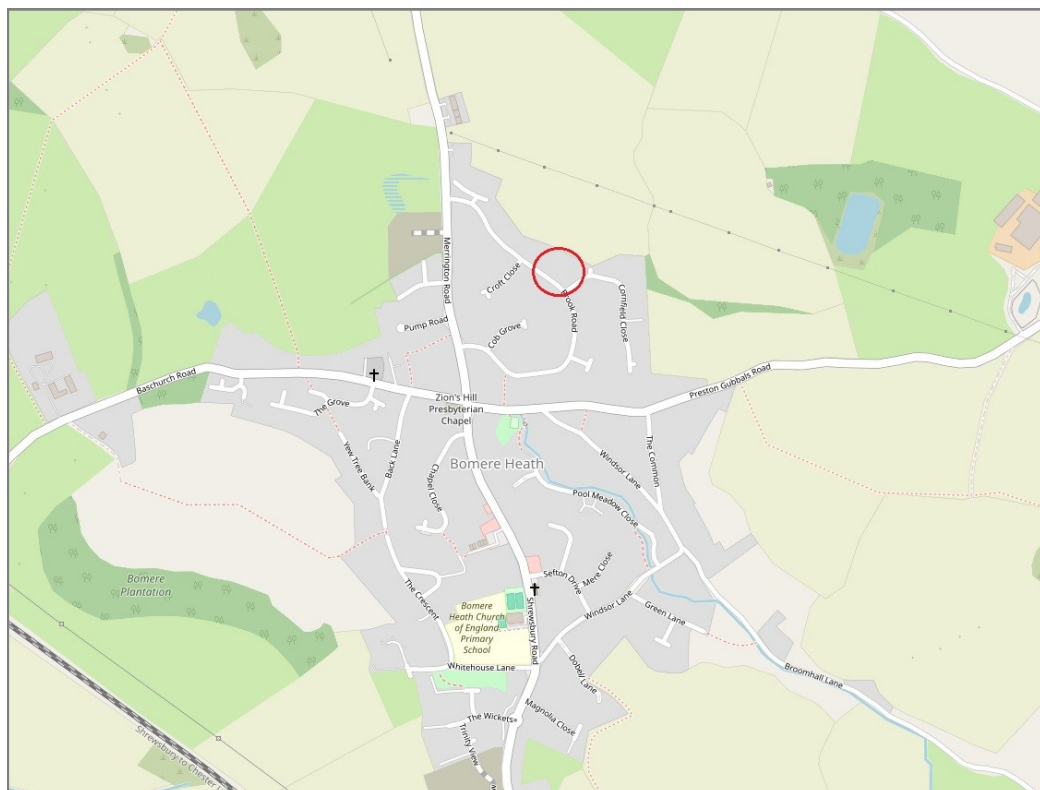 Merrington Road
Croft Close
Brook Road
Cornfield Close
Pump Road
Cob Grove
Baschurch Road
The Grove
Zion's Hill
Presbyterian
Chapel
Preston Gubbals Road
Yew Tree Bank
Back Lane
Chapel Close
Bomere Heath
Windsor Lane
The Common
Pool Meadow Close
Bomere
Plantation
The Crescent
Sefton Drive
Mere Close
Bomere
Heath Church
of England
Primary
School
Shrewsbury Road
Windsor Lane
Green Lane
Whitehouse Lane
Dobell Lane
Broomhall Lane
The Wickets
Magnolia Close
Trinity View
Shrewsbury to Chester